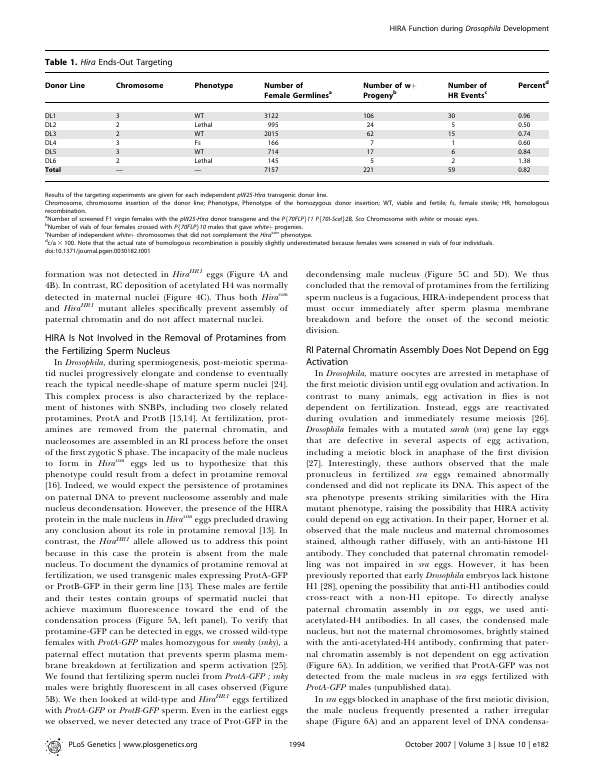 HIRA Function during Drosophila Development
Table 1. Hira Ends-Out Targeting
Donor Line Chromosome Phenotype Number of Female Germlinesa Number of w+ Progenyb Number of HR Eventsc Percentd
DL1 3 WT 3122 106 30 0.96
DL2 2 Lethal 995 24 5 0.50
DL3 2 WT 2015 62 15 0.74
DL4 3 Fs 166 7 1 0.60
DL5 3 WT 714 17 6 0.84
DL6 2 Lethal 145 5 2 1.38
Total — — 7157 221 59 0.82
Results of the targeting experiments are given for each independent pW25-Hira transgenic donor line.
Chromosome, chromosome insertion of the donor line; Phenotype, Phenotype of the homozygous donor insertion; WT, viable and fertile; fs, female sterile; HR, homologous
recombination.
aNumber of screened F1 virgin females with the pW25-Hira donor transgene and the P{70FLP}11 P{70I-SceI}2B, Sco Chromosome with white or mosaic eyes.
bNumber of vials of four females crossed with P{70FLP}10 males that gave white+ progenies.
cNumber of independent white+ chromosomes that did not complement the Hirassm phenotype.
dc/a × 100. Note that the actual rate of homologous recombination is possibly slightly underestimated because females were screened in vials of four individuals.
doi:10.1371/journal.pgen.0030182.t001
formation was not detected in HiraHR1 eggs (Figure 4A and
4B). In contrast, RC deposition of acetylated H4 was normally
detected in maternal nuclei (Figure 4C). Thus both Hirassm
and HiraHR1 mutant alleles specifically prevent assembly of
paternal chromatin and do not affect maternal nuclei.
HIRA Is Not Involved in the Removal of Protamines from
the Fertilizing Sperm Nucleus
In Drosophila, during spermiogenesis, post-meiotic sperma-
tid nuclei progressively elongate and condense to eventually
reach the typical needle-shape of mature sperm nuclei [24].
This complex process is also characterized by the replace-
ment of histones with SNBPs, including two closely related
protamines, ProtA and ProtB [13,14]. At fertilization, prot-
amines are removed from the paternal chromatin, and
nucleosomes are assembled in an RI process before the onset
of the first zygotic S phase. The incapacity of the male nucleus
to form in Hirassm eggs led us to hypothesize that this
phenotype could result from a defect in protamine removal
[16]. Indeed, we would expect the persistence of protamines
on paternal DNA to prevent nucleosome assembly and male
nucleus decondensation. However, the presence of the HIRA
protein in the male nucleus in Hirassm eggs precluded drawing
any conclusion about its role in protamine removal [13]. In
contrast, the HiraHR1 allele allowed us to address this point
because in this case the protein is absent from the male
nucleus. To document the dynamics of protamine removal at
fertilization, we used transgenic males expressing ProtA-GFP
or ProtB-GFP in their germ line [13]. These males are fertile
and their testes contain groups of spermatid nuclei that
achieve maximum fluorescence toward the end of the
condensation process (Figure 5A, left panel). To verify that
protamine-GFP can be detected in eggs, we crossed wild-type
females with ProtA-GFP males homozygous for sneaky (snky), a
paternal effect mutation that prevents sperm plasma mem-
brane breakdown at fertilization and sperm activation [25].
We found that fertilizing sperm nuclei from ProtA-GFP ; snky
males were brightly fluorescent in all cases observed (Figure
5B). We then looked at wild-type and HiraHR1 eggs fertilized
with ProtA-GFP or ProtB-GFP sperm. Even in the earliest eggs
we observed, we never detected any trace of Prot-GFP in the
decondensing male nucleus (Figure 5C and 5D). We thus
concluded that the removal of protamines from the fertilizing
sperm nucleus is a fugacious, HIRA-independent process that
must occur immediately after sperm plasma membrane
breakdown and before the onset of the second meiotic
division.
RI Paternal Chromatin Assembly Does Not Depend on Egg
Activation
In Drosophila, mature oocytes are arrested in metaphase of
the first meiotic division until egg ovulation and activation. In
contrast to many animals, egg activation in flies is not
dependent on fertilization. Instead, eggs are reactivated
during ovulation and immediately resume meiosis [26].
Drosophila females with a mutated sarah (sra) gene lay eggs
that are defective in several aspects of egg activation,
including a meiotic block in anaphase of the first division
[27]. Interestingly, these authors observed that the male
pronucleus in fertilized sra eggs remained abnormally
condensed and did not replicate its DNA. This aspect of the
sra phenotype presents striking similarities with the Hira
mutant phenotype, raising the possibility that HIRA activity
could depend on egg activation. In their paper, Horner et al.
observed that the male nucleus and maternal chromosomes
stained, although rather diffusely, with an anti-histone H1
antibody. They concluded that paternal chromatin remodel-
ling was not impaired in sra eggs. However, it has been
previously reported that early Drosophila embryos lack histone
H1 [28], opening the possibility that anti-H1 antibodies could
cross-react with a non-H1 epitope. To directly analyse
paternal chromatin assembly in sra eggs, we used anti-
acetylated-H4 antibodies. In all cases, the condensed male
nucleus, but not the maternal chromosomes, brightly stained
with the anti-acetylated-H4 antibody, confirming that pater-
nal chromatin assembly is not dependent on egg activation
(Figure 6A). In addition, we verified that ProtA-GFP was not
detected from the male nucleus in sra eggs fertilized with
ProtA-GFP males (unpublished data).
In sra eggs blocked in anaphase of the first meiotic division,
the male nucleus frequently presented a rather irregular
shape (Figure 6A) and an apparent level of DNA condensa-
PLoS Genetics | www.plosgenetics.org
1994
October 2007 | Volume 3 | Issue 10 | e182